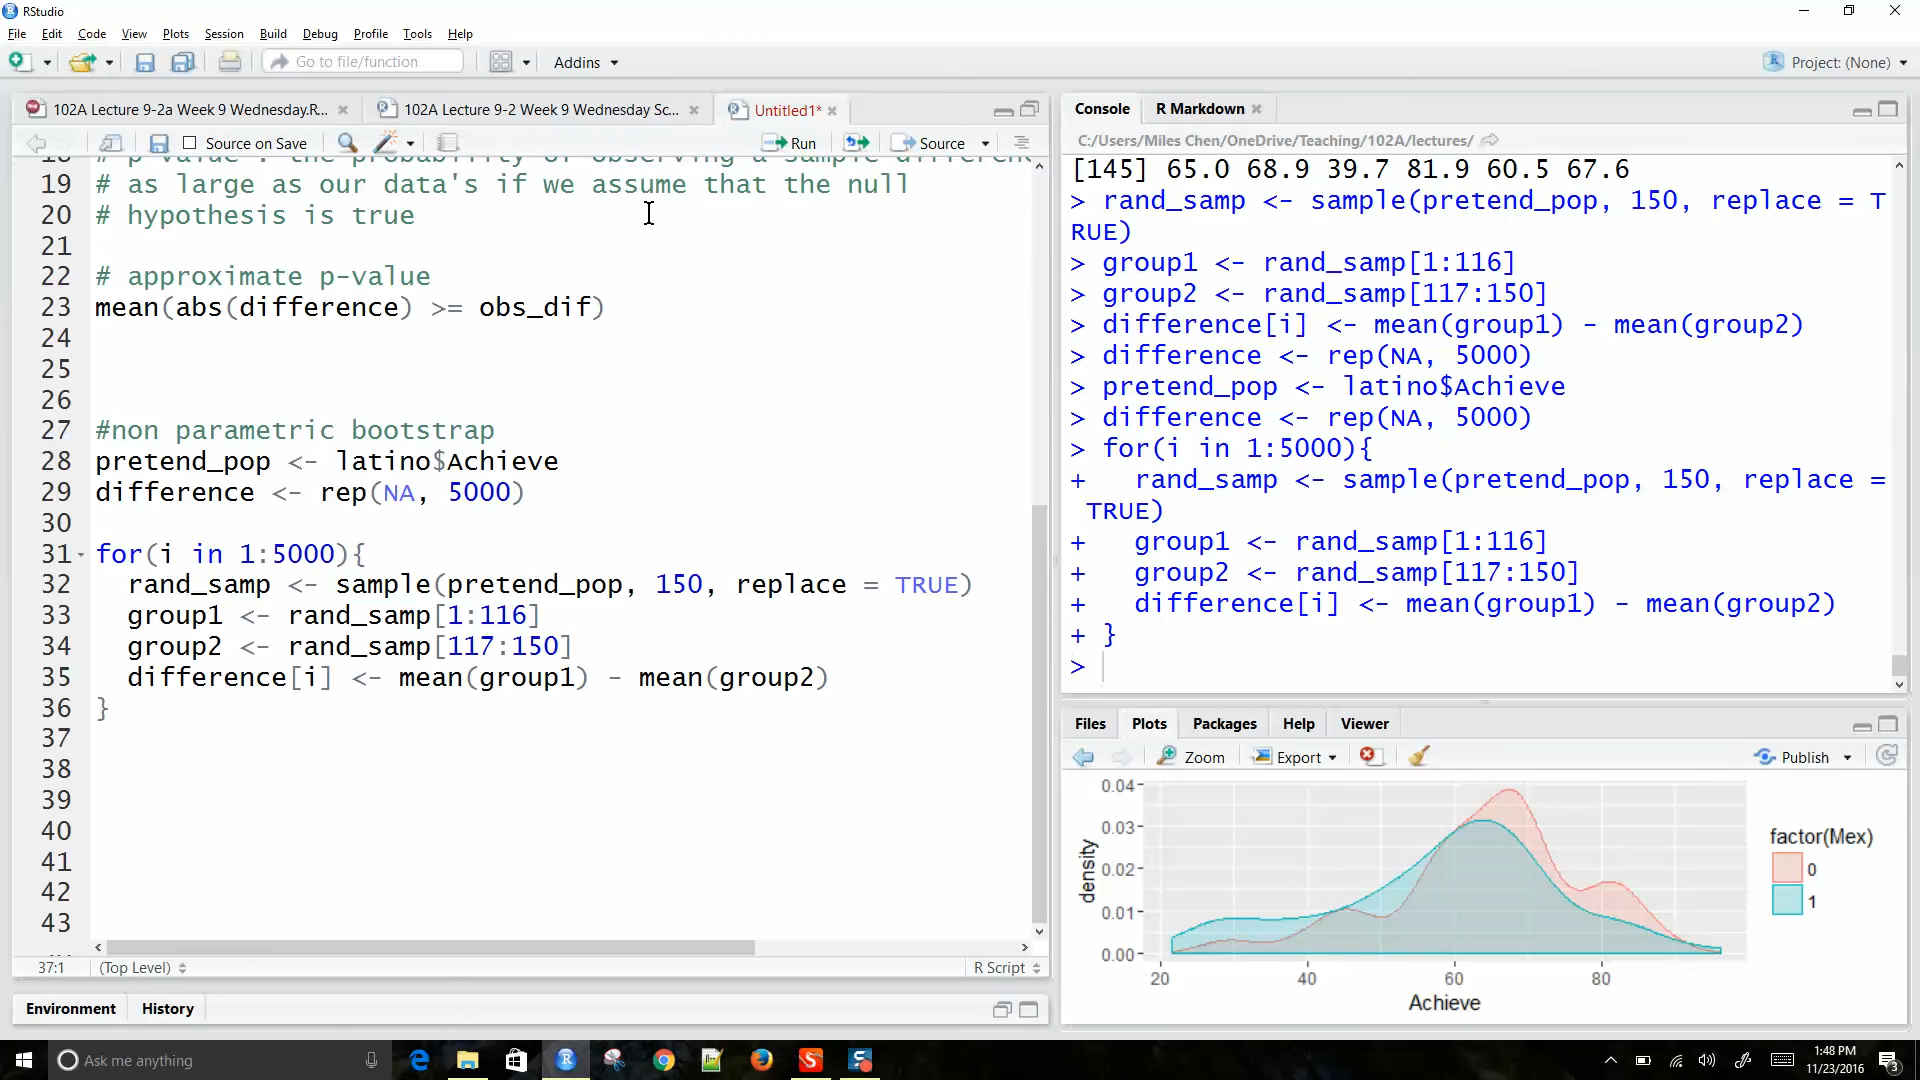 RStudio
File Edit Code View Plots Session Build Debug Profile Tools Help
Go to file/function
Addins
Project: (None)
102A Lecture 9-2a Week 9 Wednesday.R...
102A Lecture 9-2 Week 9 Wednesday Sc...
Untitled1*
Source on Save
Run
Source
18 # p-value : the probability of observing a sample differen
19 # as large as our data's if we assume that the null
20 # hypothesis is true
21
22 # approximate p-value
23 mean(abs(difference) >= obs_dif)
24
25
26
27 #non parametric bootstrap
28 pretend_pop <- latino$Achieve
29 difference <- rep(NA, 5000)
30
31 for(i in 1:5000){
32 rand_samp <- sample(pretend_pop, 150, replace = TRUE)
33 group1 <- rand_samp[1:116]
34 group2 <- rand_samp[117:150]
35 difference[i] <- mean(group1) - mean(group2)
36 }
37
38
39
40
41
42
43
37:1 (Top Level) R Script
Environment History
Console R Markdown
C:/Users/Miles Chen/OneDrive/Teaching/102A/lectures/
[145] 65.0 68.9 39.7 81.9 60.5 67.6
> rand_samp <- sample(pretend_pop, 150, replace = T
RUE)
> group1 <- rand_samp[1:116]
> group2 <- rand_samp[117:150]
> difference[i] <- mean(group1) - mean(group2)
> difference <- rep(NA, 5000)
> pretend_pop <- latino$Achieve
> difference <- rep(NA, 5000)
> for(i in 1:5000){
+ rand_samp <- sample(pretend_pop, 150, replace =
TRUE)
+ group1 <- rand_samp[1:116]
+ group2 <- rand_samp[117:150]
+ difference[i] <- mean(group1) - mean(group2)
+ }
>
Files Plots Packages Help Viewer
Zoom Export Publish
0.04
0.03
0.02
0.01
0.00
density
20 40 60 80
Achieve
factor(Mex)
0
1
Ask me anything
1:48 PM
11/23/2016
3